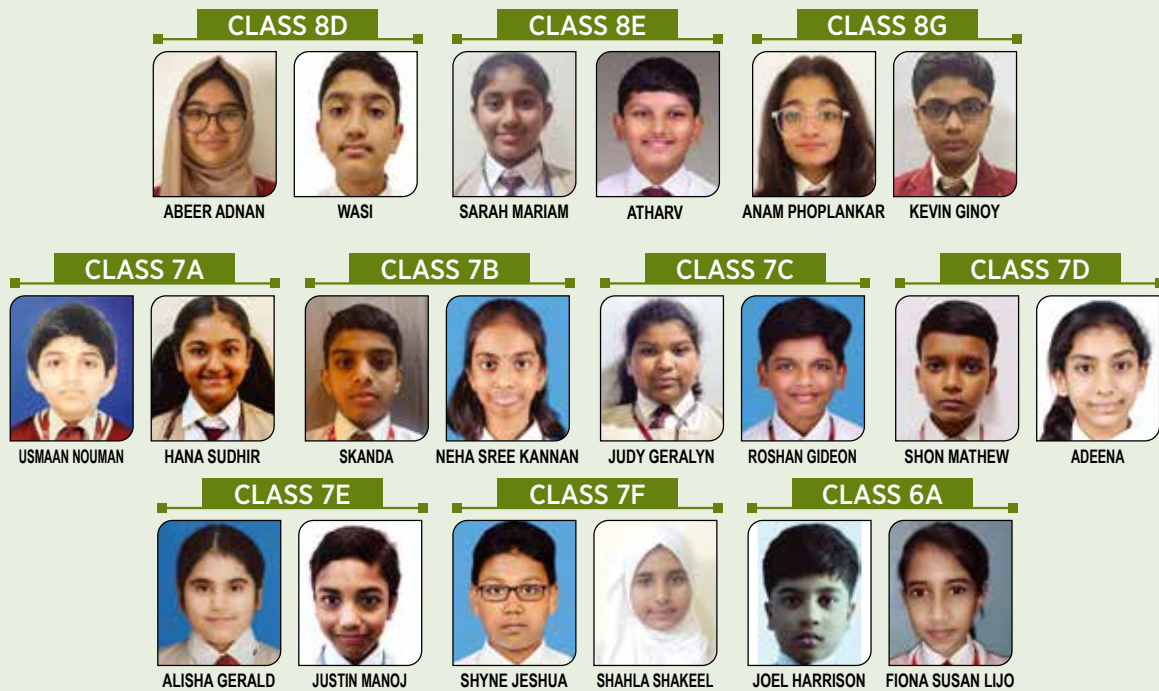 CLASS 8D
CLASS 8E
CLASS 8G
ABEER ADNAN
WASI
SARAH MARIAM
ATHARV
ANAM PHOPLANKAR
KEVIN GINOY
CLASS 7A
CLASS 7B
CLASS 7C
CLASS 7D
USMAAN NOUMAN
HANA SUDHIR
SKANDA
NEHA SREE KANNAN
JUDY GERALYN
ROSHAN GIDEON
SHON MATHEW
ADEENA
CLASS 7E
CLASS 7F
CLASS 6A
ALISHA GERALD
JUSTIN MANOJ
SHYNE JESHUA
SHAHLA SHAKEEL
JOEL HARRISON
FIONA SUSAN LIJO